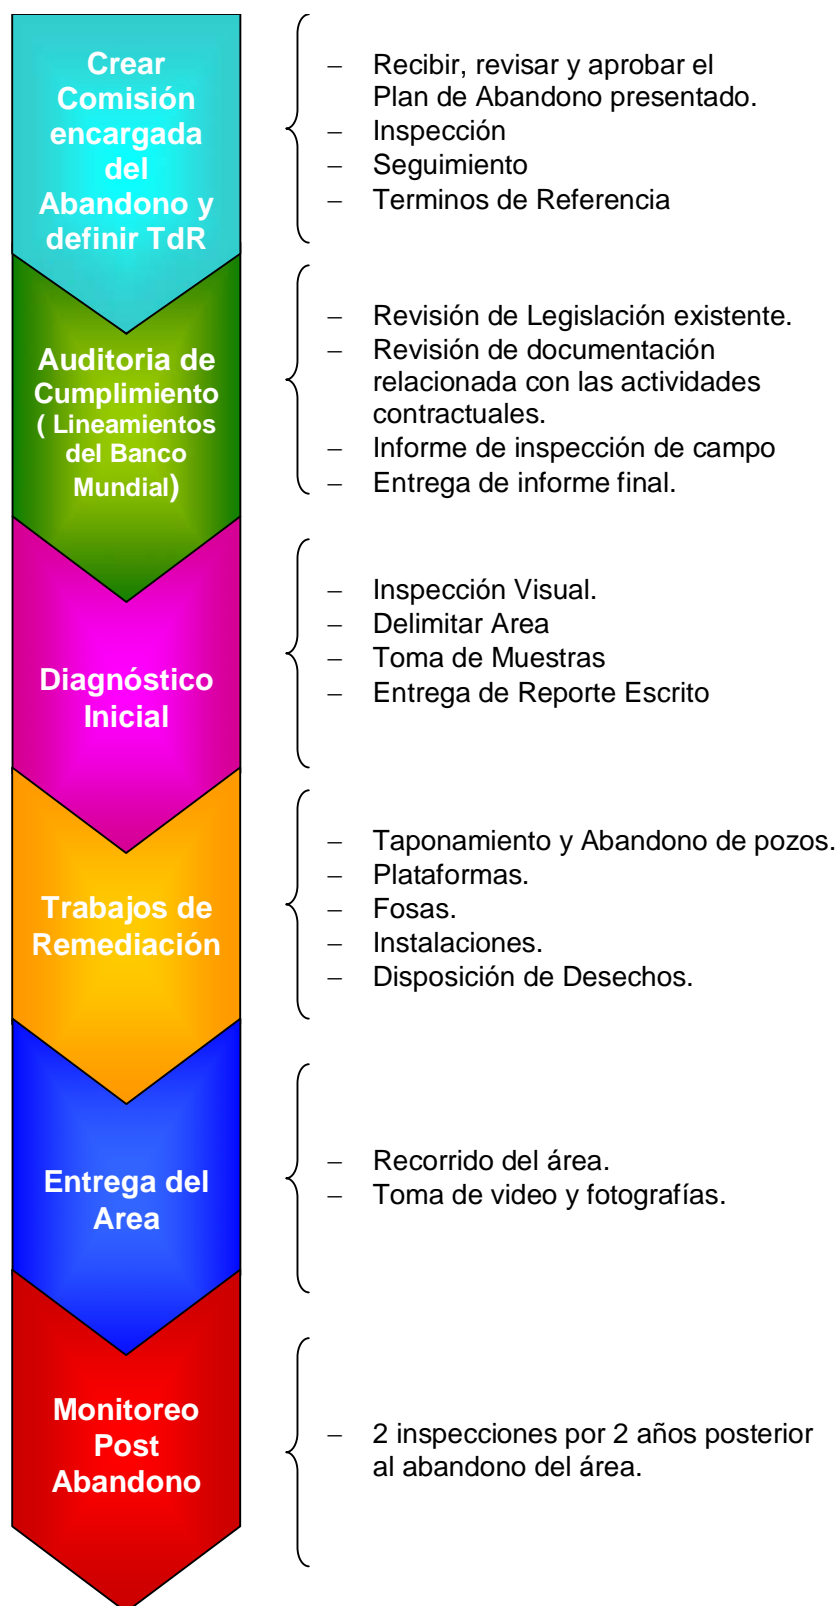 Crear
Comisión
encargada
del
Abandono y
definir TdR
– Recibir, revisar y aprobar el
Plan de Abandono presentado.
– Inspección
– Seguimiento
– Terminos de Referencia
Auditoria de
Cumplimiento
( Lineamientos
del Banco
Mundial)
– Revisión de Legislación existente.
– Revisión de documentación
relacionada con las actividades
contractuales.
– Informe de inspección de campo
– Entrega de informe final.
Diagnóstico
Inicial
– Inspección Visual.
– Delimitar Area
– Toma de Muestras
– Entrega de Reporte Escrito
Trabajos de
Remediación
– Taponamiento y Abandono de pozos.
– Plataformas.
– Fosas.
– Instalaciones.
– Disposición de Desechos.
Entrega del
Area
– Recorrido del área.
– Toma de video y fotografías.
Monitoreo
Post
Abandono
– 2 inspecciones por 2 años posterior
al abandono del área.